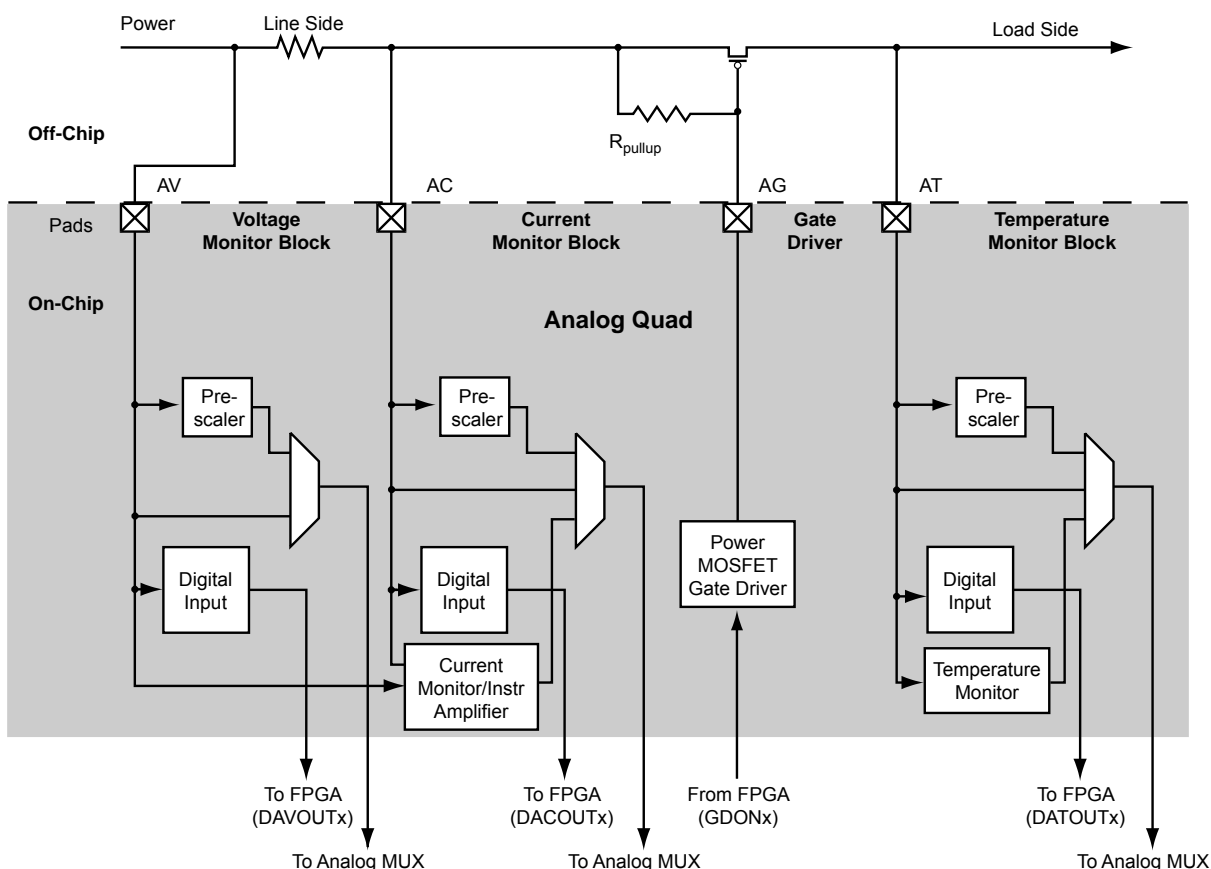 Power
Line Side
Load Side
Off-Chip
Rpullup
AV
AC
AG
AT
Pads
Voltage
Monitor Block
Current
Monitor Block
Gate
Driver
Temperature
Monitor Block
On-Chip
Analog Quad
Pre-
scaler
Pre-
scaler
Pre-
scaler
Power
MOSFET
Gate Driver
Digital
Input
Digital
Input
Digital
Input
Current
Monitor/Instr
Amplifier
Temperature
Monitor
To FPGA
(DAVOUTx)
To FPGA
(DACOUTx)
From FPGA
(GDONx)
To FPGA
(DATOUTx)
To Analog MUX
To Analog MUX
To Analog MUX